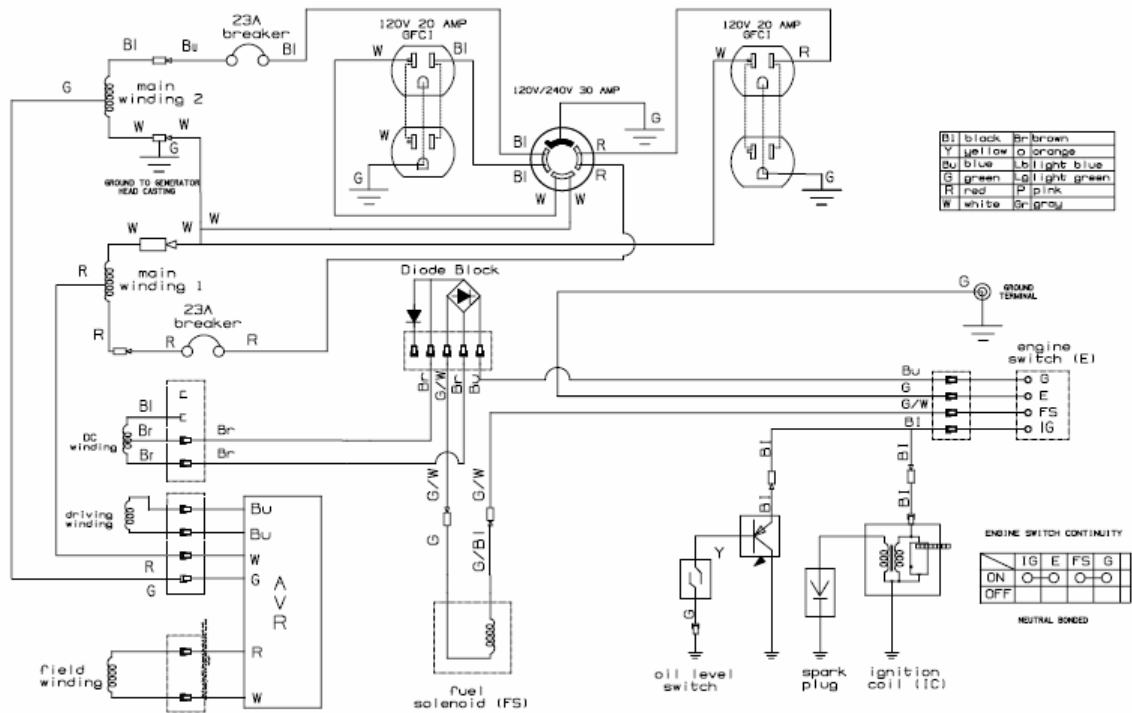 23A
breaker
Bl
Bu
Bl
G
main
winding 2
W
W
W
G
GROUND TO GENERATOR
HEAD CASTING
120V 20 AMP
GFCI
W
Bl
G
120V/240V 30 AMP
G
Bl
R
Bl
R
W
W
120V 20 AMP
GFCI
W
R
G
Bl black Br brown
Y yellow O orange
Bu blue Lb light blue
G green Lg light green
R red P pink
W white Gr gray
W
W
W
W
W
R
main
winding 1
23A
breaker
R
R
R
Diode Block
Br
G/W
Br
Bu
G
GROUND
TERMINAL
engine
switch (E)
Bu
G
G/W
Bl
G
E
FS
IG
Bl
DC
winding
Br
Br
Br
Br
driving
winding
Bu
Bu
W
G
R
G
AVR
field
winding
R
W
G/W
G
G/W
G/Bl
fuel
solenoid (FS)
Bl
Bl
Y
G
oil level
switch
spark
plug
Bl
Bl
ignition
coil (IC)
ENGINE SWITCH CONTINUITY
IG E FS G
ON
OFF
NEUTRAL BONDED